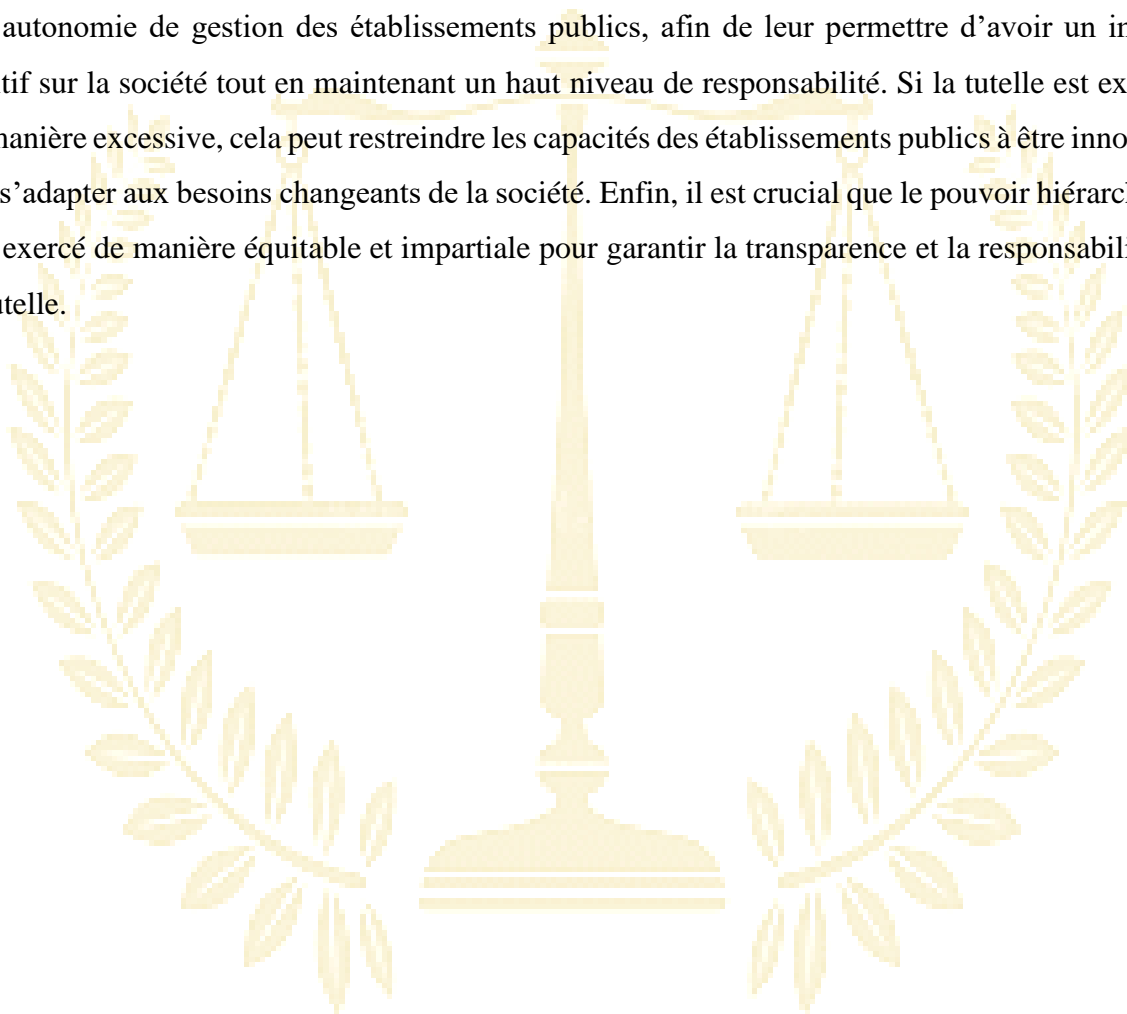 autonomie de gestion des établissements publics, afin de leur permettre d’avoir un in
tif sur la société tout en maintenant un haut niveau de responsabilité. Si la tutelle est ex
manière excessive, cela peut restreindre les capacités des établissements publics à être inno
s’adapter aux besoins changeants de la société. Enfin, il est crucial que le pouvoir hiérarch
exercé de manière équitable et impartiale pour garantir la transparence et la responsabili
utelle.